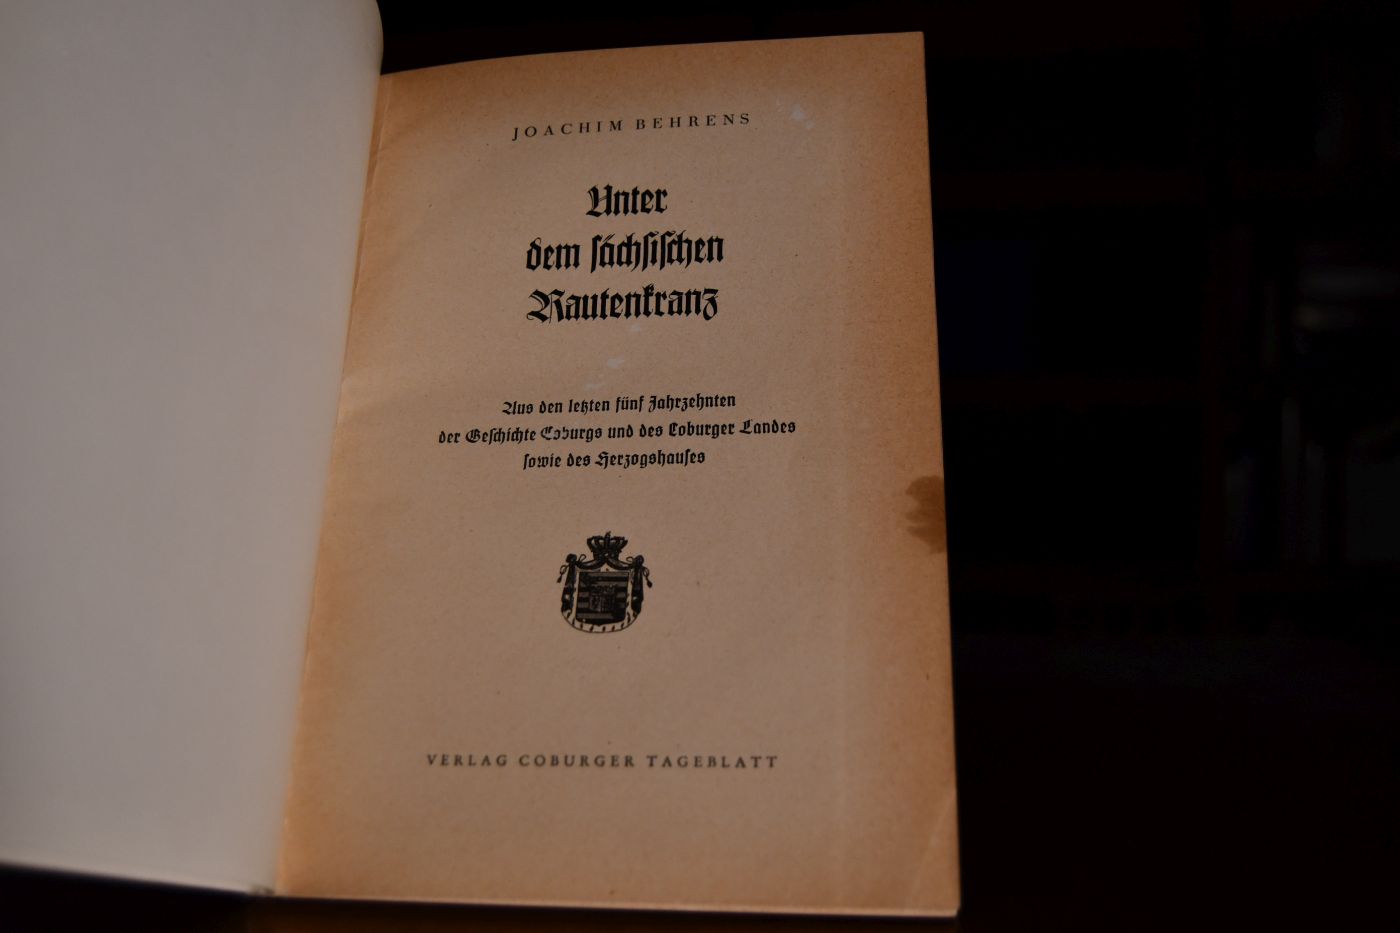 JOACHIM BEHRENS
Unter
dem sächsischen
Rautenkranz
Aus den letzten fünf Jahrzehnten
der Geschichte Coburgs und des Coburger Landes
sowie des Herzogshauses
VERLAG COBURGER TAGEBLATT